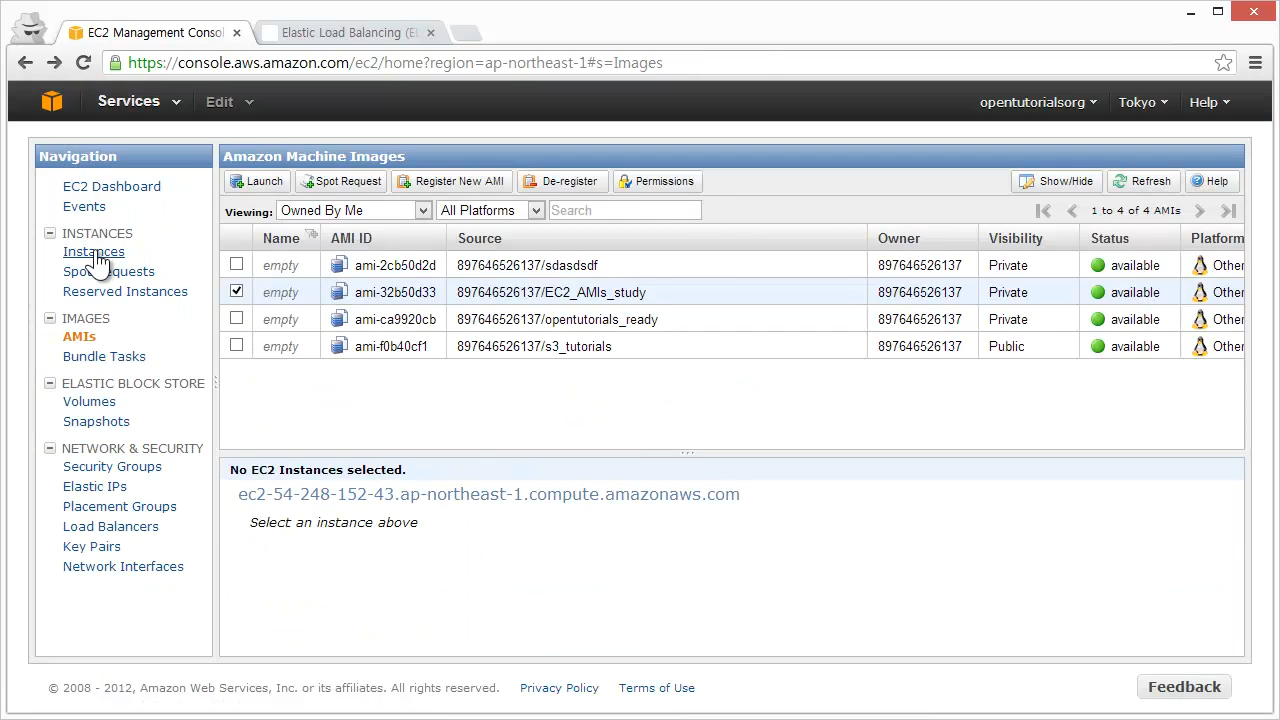 EC2 Management Consol
Elastic Load Balancing (EL
https://console.aws.amazon.com/ec2/home?region=ap-northeast-1#s=Images
Services Edit opentutorialsorg Tokyo Help
Navigation
EC2 Dashboard
Events
INSTANCES
Instances
Spot Requests
Reserved Instances
IMAGES
AMIs
Bundle Tasks
ELASTIC BLOCK STORE
Volumes
Snapshots
NETWORK & SECURITY
Security Groups
Elastic IPs
Placement Groups
Load Balancers
Key Pairs
Network Interfaces
Amazon Machine Images
Launch Spot Request Register New AMI De-register Permissions Show/Hide Refresh Help
Viewing: Owned By Me All Platforms Search 1 to 4 of 4 AMIs
Name AMI ID Source Owner Visibility Status Platform
empty ami-2cb50d2d 897646526137/sdasdsdf 897646526137 Private available Other
empty ami-32b50d33 897646526137/EC2_AMIs_study 897646526137 Private available Other
empty ami-ca9920cb 897646526137/opentutorials_ready 897646526137 Private available Other
empty ami-f0b40cf1 897646526137/s3_tutorials 897646526137 Public available Other
No EC2 Instances selected.
ec2-54-248-152-43.ap-northeast-1.compute.amazonaws.com
Select an instance above
© 2008 - 2012, Amazon Web Services, Inc. or its affiliates. All rights reserved. Privacy Policy Terms of Use Feedback